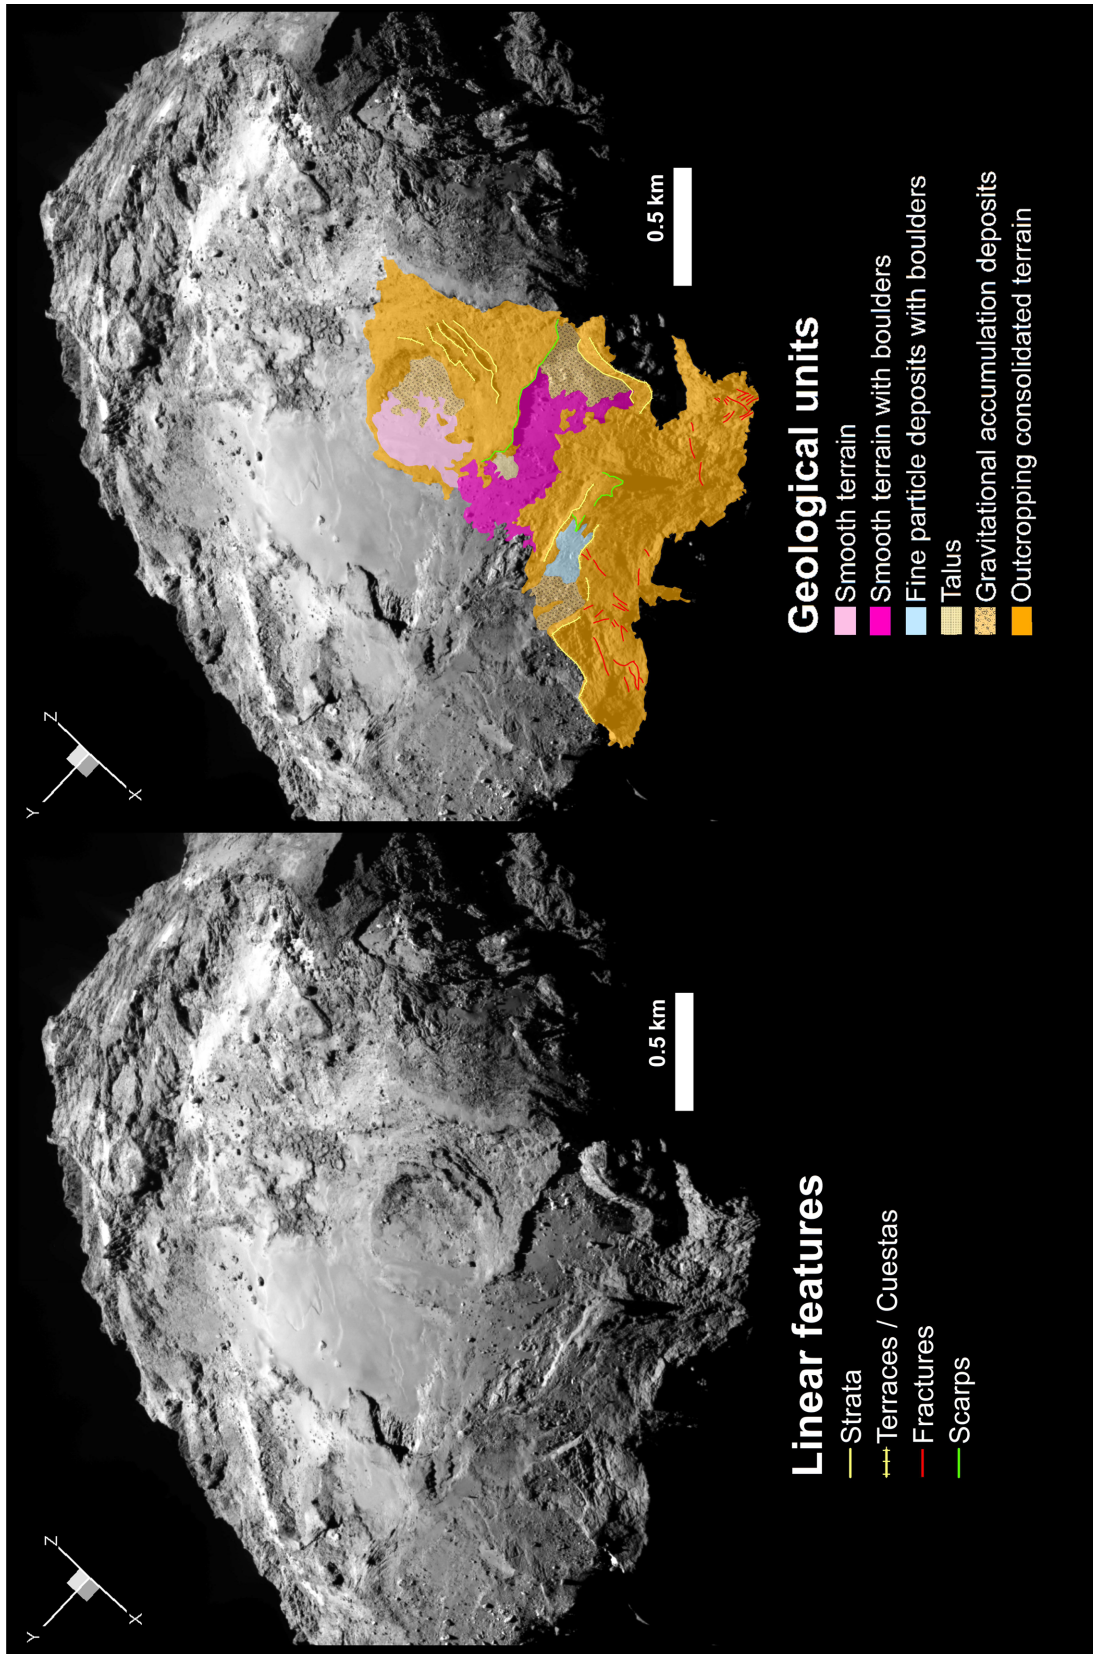 Y
Z
X
0.5 km
Linear features
Strata
Terraces / Cuestas
Fractures
Scarps
Y
Z
X
0.5 km
Geological units
Smooth terrain
Smooth terrain with boulders
Fine particle deposits with boulders
Talus
Gravitational accumulation deposits
Outcropping consolidated terrain